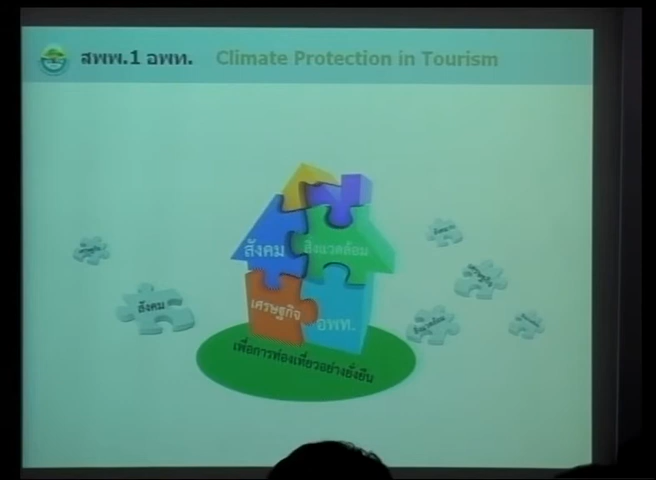 สพพ.1 อพท. Climate Protection in Tourism
สังคม
สิ่งแวดล้อม
เศรษฐกิจ
อพท.
เพื่อการท่องเที่ยวอย่างยั่งยืน
สังคม